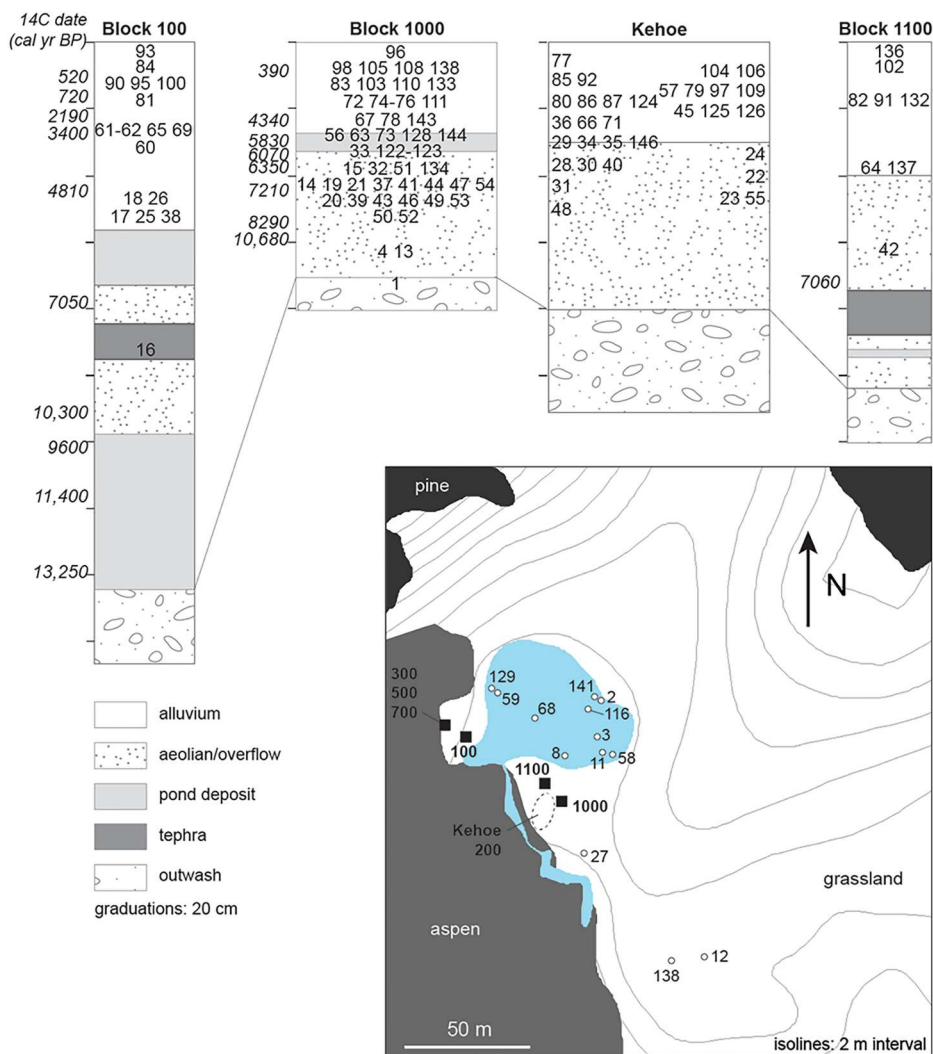 14C date
(cal yr BP)
Block 100
520
720
2190
3400
4810
7050
10,300
9600
11,400
13,250
93
84
90 95 100
81
61-62 65 69
60
18 26
17 25 38
16
Block 1000
390
4340
5830
6070
6350
7210
8290
10,680
96
98 105 108 138
83 103 110 133
72 74-76 111
67 78 143
56 63 73 128 144
33 122-123
15 32 51 134
14 19 21 37 41 44 47 54
20 39 43 46 49 53
50 52
4 13
1
Kehoe
77
85 92
80 86 87 124
36 66 71
29 34 35 146
28 30 40
31
48
104 106
57 79 97 109
45 125 126
24
22
23 55
Block 1100
7060
136
102
82 91 132
64 137
42
alluvium
aeolian/overflow
pond deposit
tephra
outwash
graduations: 20 cm
pine
N
300
500
700
100
129
59
68
141
2
116
3
8
11
58
1100
1000
Kehoe
200
27
grassland
aspen
138
12
50 m
isolines: 2 m interval